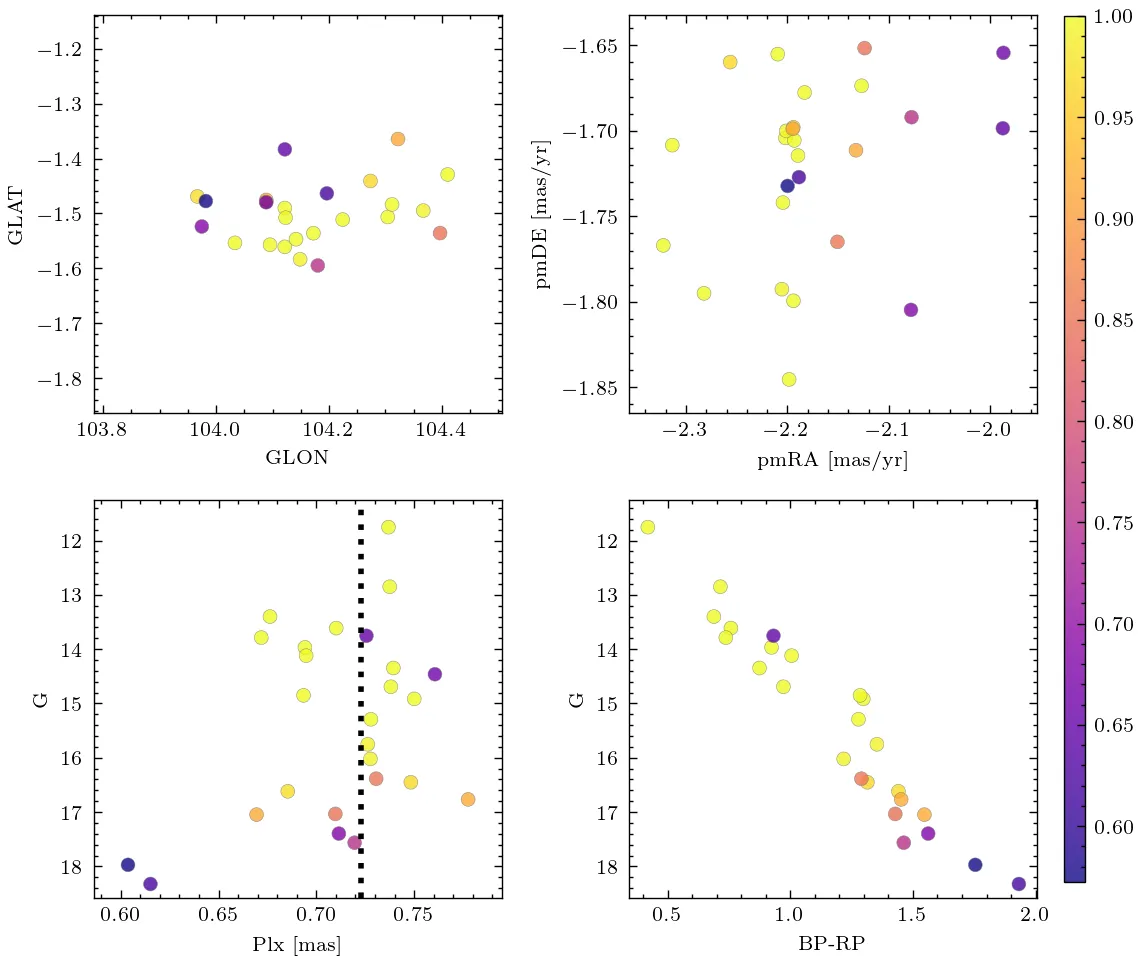 −1.2
−1.3
−1.4
−1.5
−1.6
−1.7
−1.8
GLAT
103.8 104.0 104.2 104.4
GLON
−1.65
−1.70
−1.75
−1.80
−1.85
pmDE [mas/yr]
−2.3 −2.2 −2.1 −2.0
pmRA [mas/yr]
12
13
14
15
16
17
18
G
0.60 0.65 0.70 0.75
Plx [mas]
12
13
14
15
16
17
18
G
0.5 1.0 1.5 2.0
BP-RP
1.00
0.95
0.90
0.85
0.80
0.75
0.70
0.65
0.60